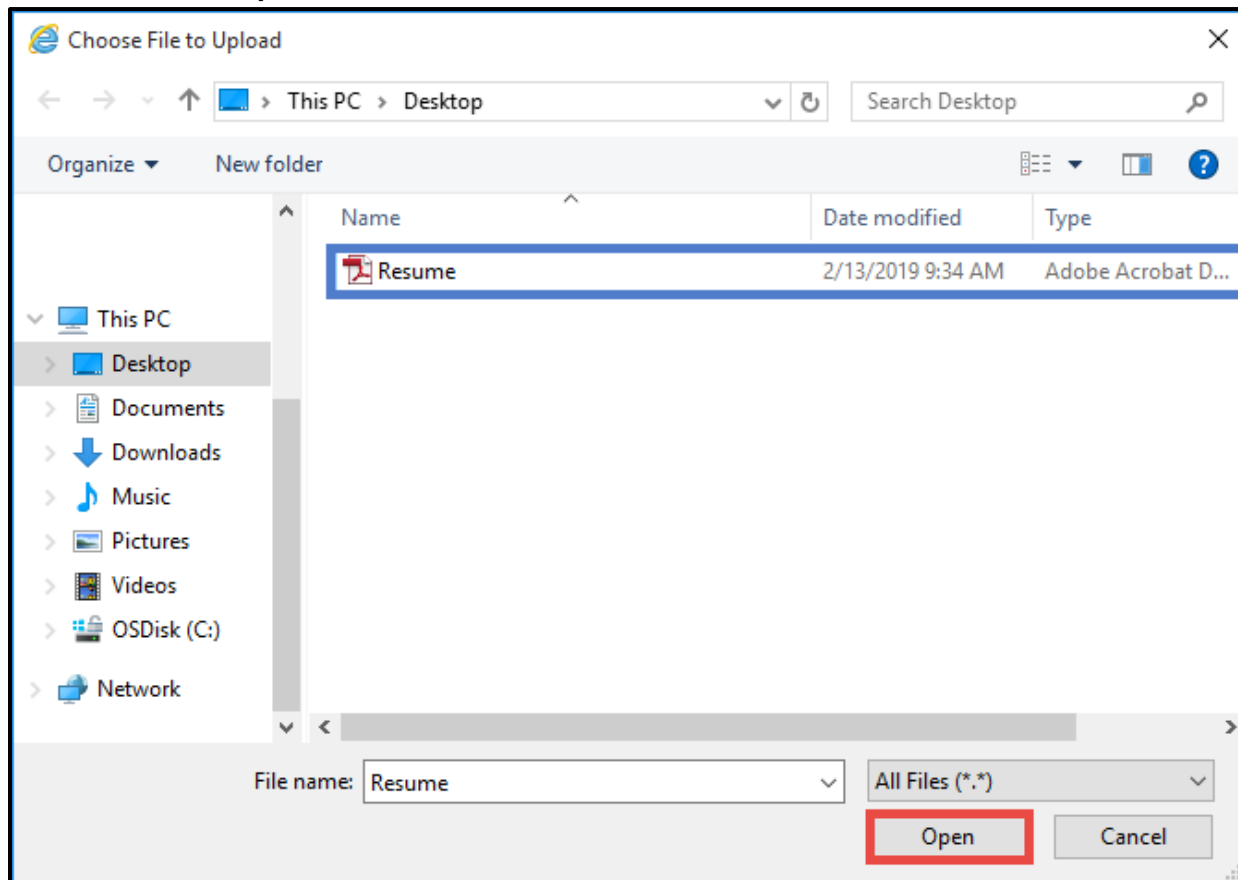 Choose File to Upload
This PC > Desktop
Search Desktop
Organize
New folder
Name
Date modified
Type
Resume
2/13/2019 9:34 AM
Adobe Acrobat D...
This PC
Desktop
Documents
Downloads
Music
Pictures
Videos
OSDisk (C:)
Network
File name: Resume
All Files (*.*)
Open
Cancel